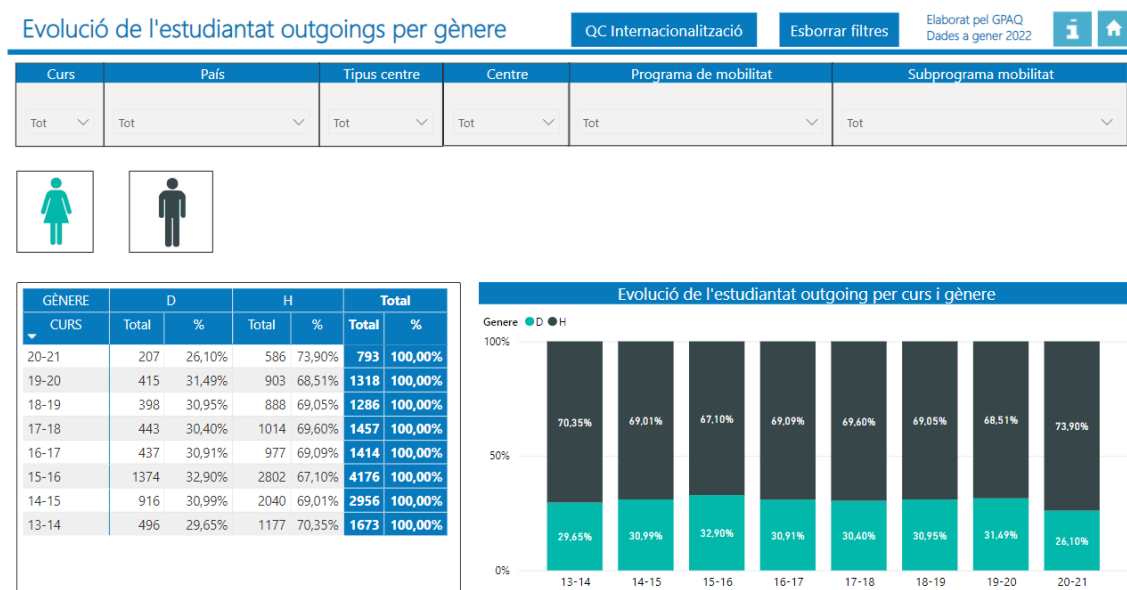 Evolució de l'estudiantat outgoings per gènere
QC Internacionalització
Esborrar filtres
Elaborat pel GPAQ
Dades a gener 2022
Curs País Tipus centre Centre Programa de mobilitat Subprograma mobilitat
Tot Tot Tot Tot Tot Tot
GÈNERE D H Total
CURS Total % Total % Total %
20-21 207 26,10% 586 73,90% 793 100,00%
19-20 415 31,49% 903 68,51% 1318 100,00%
18-19 398 30,95% 888 69,05% 1286 100,00%
17-18 443 30,40% 1014 69,60% 1457 100,00%
16-17 437 30,91% 977 69,09% 1414 100,00%
15-16 1374 32,90% 2802 67,10% 4176 100,00%
14-15 916 30,99% 2040 69,01% 2956 100,00%
13-14 496 29,65% 1177 70,35% 1673 100,00%
Evolució de l'estudiantat outgoing per curs i gènere
Genere D H
100%
70,35% 69,01% 67,10% 69,09% 69,60% 69,05% 68,51% 73,90%
50%
29,65% 30,99% 32,90% 30,91% 30,40% 30,95% 31,49% 26,10%
0%
13-14 14-15 15-16 16-17 17-18 18-19 19-20 20-21